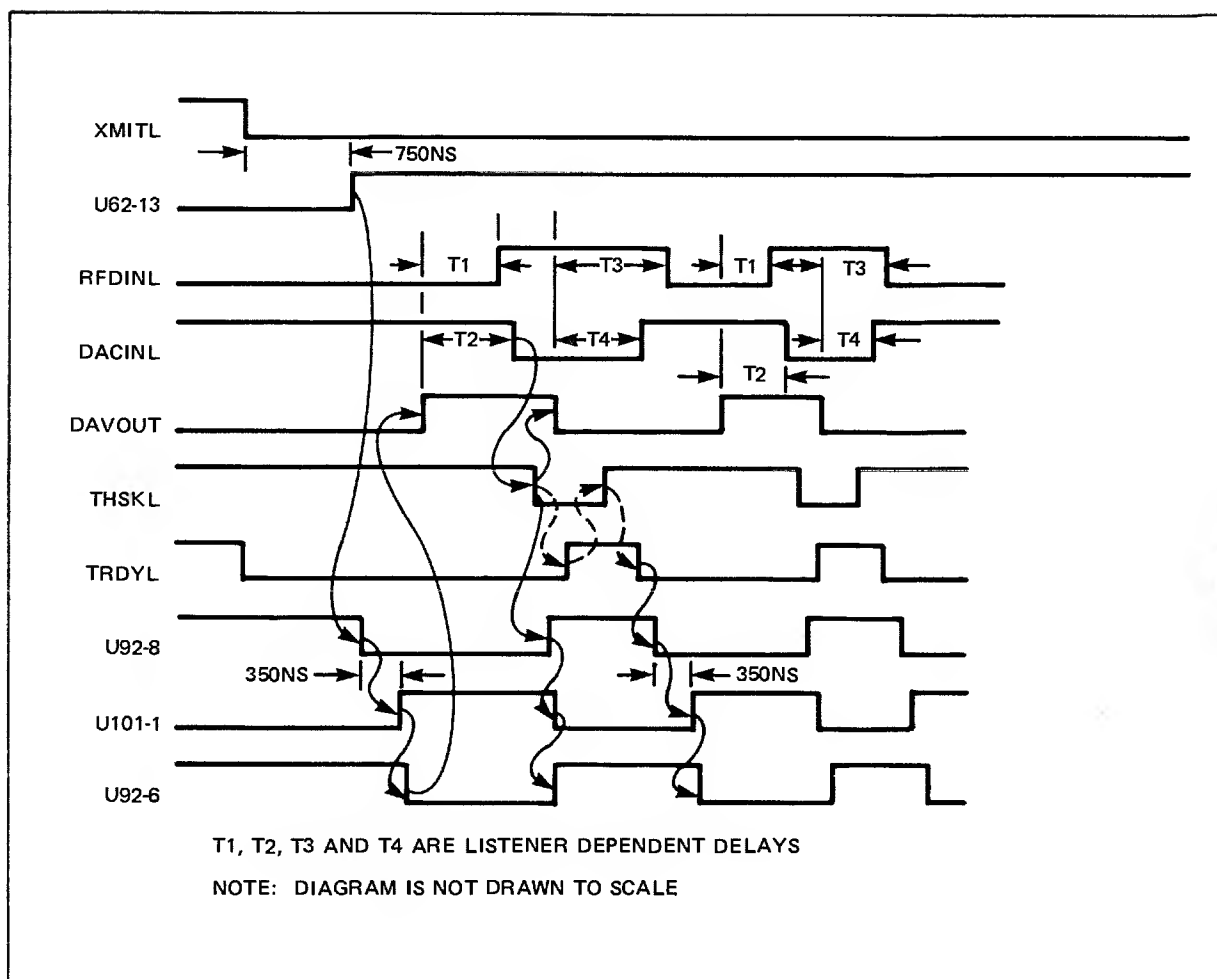 XMITL
750NS
U62-13
RFDINL
T1
T3
T1
T3
DACINL
T2
T4
T4
T2
DAVOUT
THSKL
TRDYL
U92-8
350NS
350NS
U101-1
U92-6
T1, T2, T3 AND T4 ARE LISTENER DEPENDENT DELAYS
NOTE: DIAGRAM IS NOT DRAWN TO SCALE